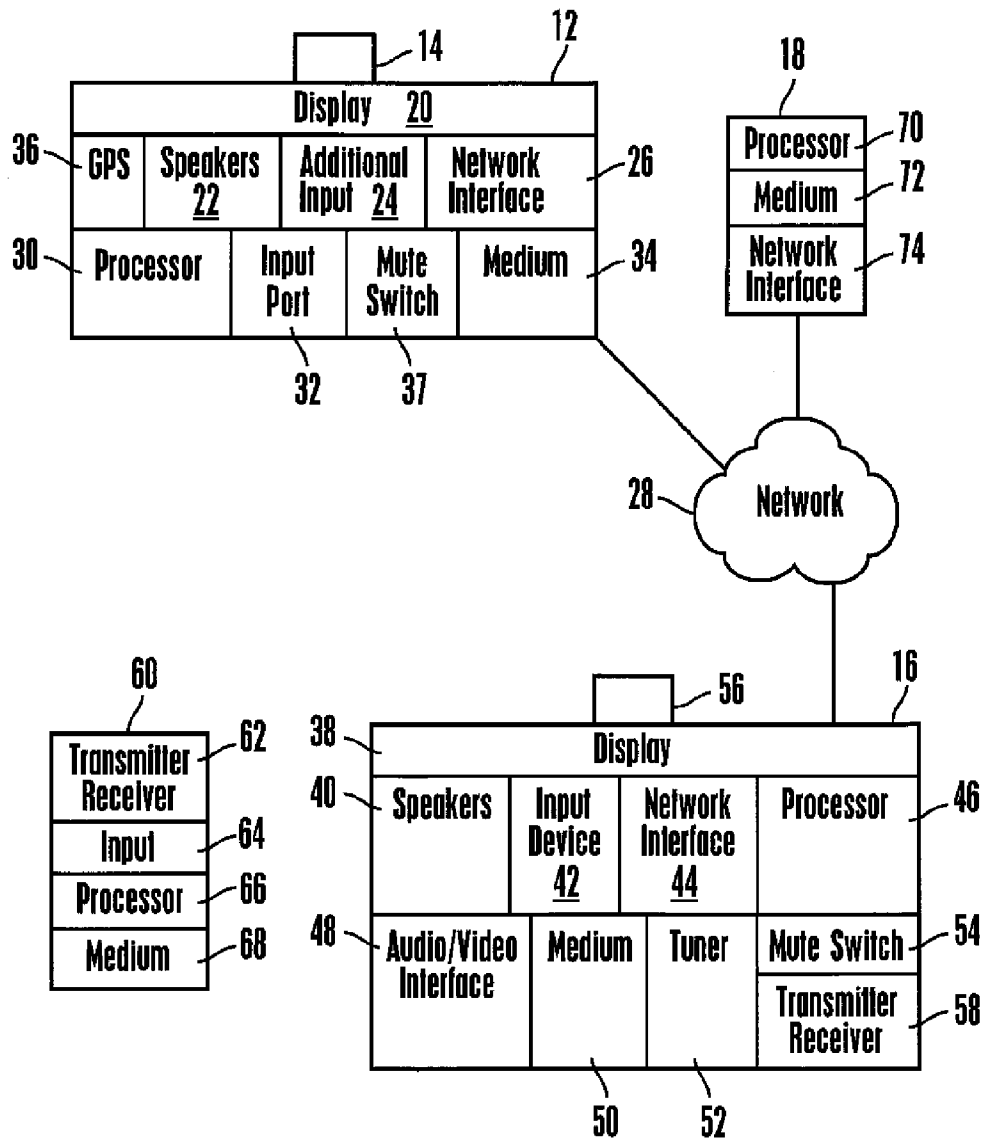 14
12
Display 20
36
GPS
Speakers
22
Additional
Input 24
Network
Interface
26
30
Processor
Input
Port
Mute
Switch
Medium
34
32
37
18
Processor
70
Medium
72
Network
Interface
74
28
Network
60
Transmitter
Receiver
62
Input
64
Processor
66
Medium
68
56
16
38
Display
40
Speakers
Input
Device
42
Network
Interface
44
Processor
46
48
Audio/Video
Interface
Medium
Tuner
Mute Switch
54
Transmitter
Receiver
58
50
52